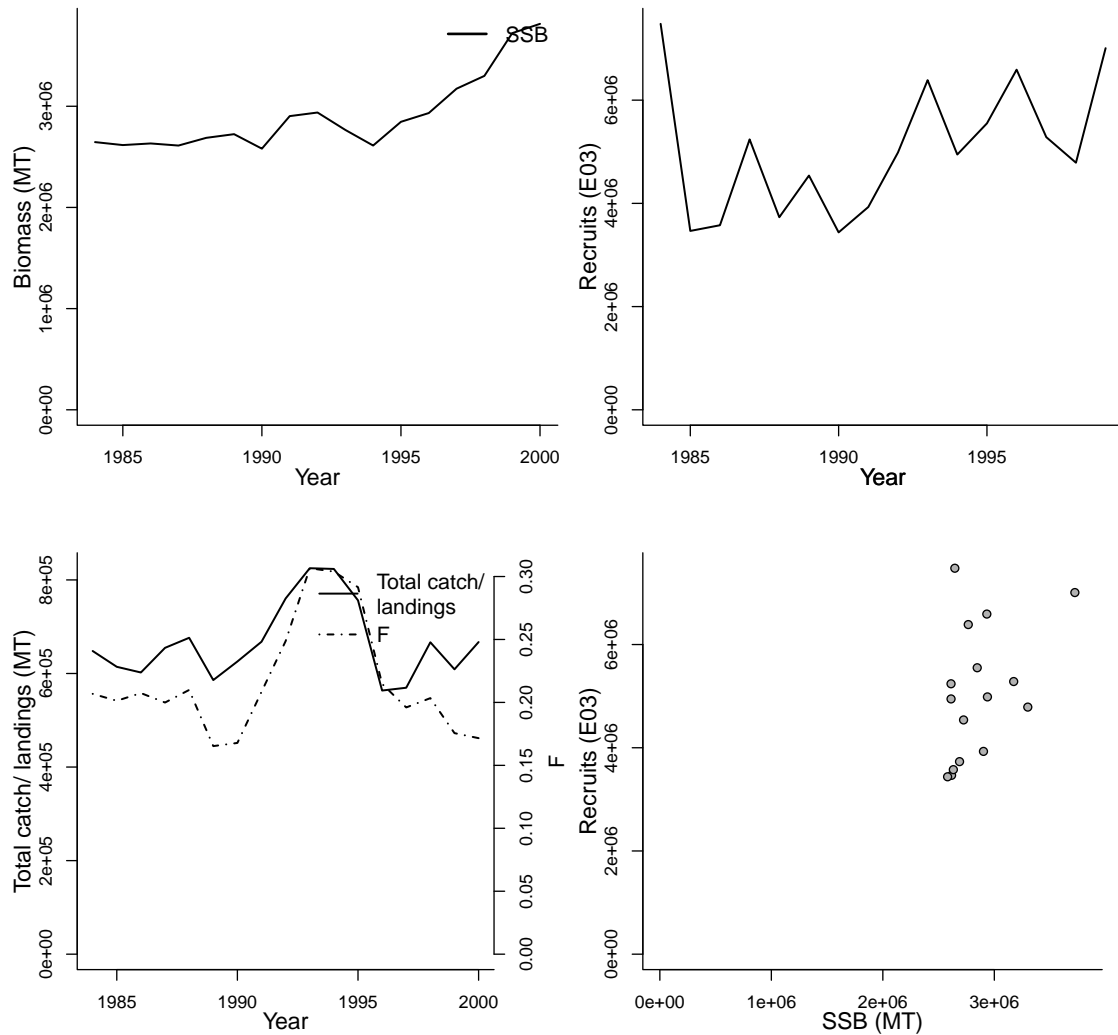 SSB
Biomass (MT)
0e+00 1e+06 2e+06 3e+06
1985 1990 1995 2000
Year
Recruits (E03)
0e+00 2e+06 4e+06 6e+06
1985 1990 1995
Year
Total catch/ landings (MT)
0e+00 2e+05 4e+05 6e+05 8e+05
Total catch/
landings
F
0.00 0.05 0.10 0.15 0.20 0.25 0.30
F
1985 1990 1995 2000
Year
Recruits (E03)
0e+00 2e+06 4e+06 6e+06
0e+00 1e+06 2e+06 3e+06
SSB (MT)